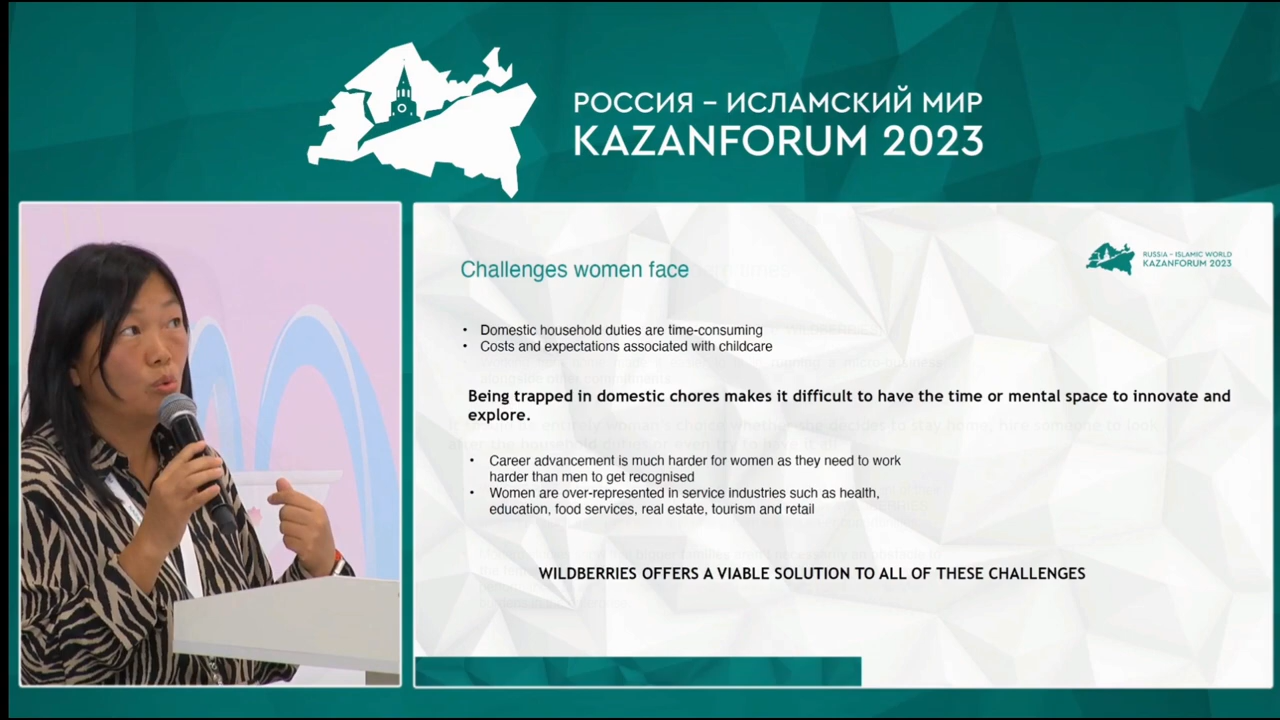 РОССИЯ – ИСЛАМСКИЙ МИР
KAZANFORUM 2023
RUSSIA – ISLAMIC WORLD
KAZANFORUM 2023
Challenges women face
• Domestic household duties are time-consuming
• Costs and expectations associated with childcare
Being trapped in domestic chores makes it difficult to have the time or mental space to innovate and
explore.
• Career advancement is much harder for women as they need to work
harder than men to get recognised
• Women are over-represented in service industries such as health,
education, food services, real estate, tourism and retail
WILDBERRIES OFFERS A VIABLE SOLUTION TO ALL OF THESE CHALLENGES